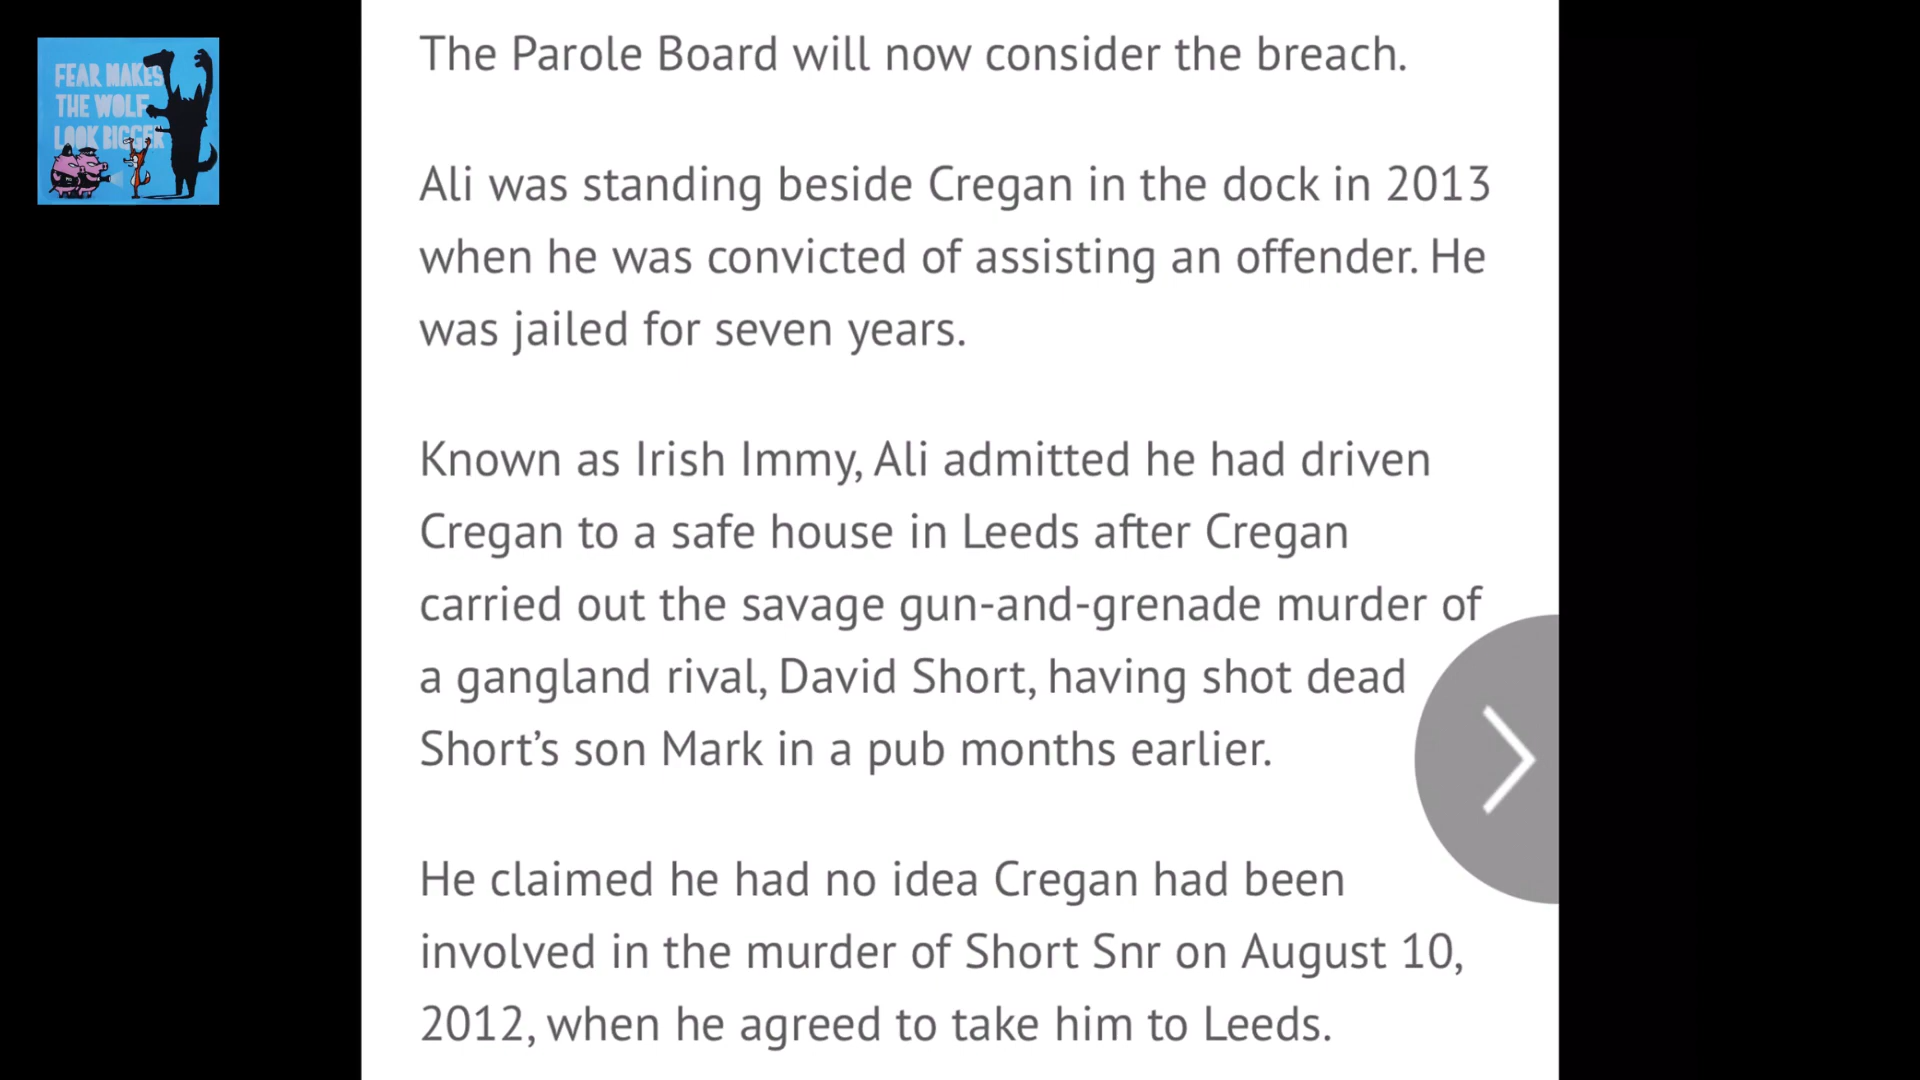 FEAR MAKES
THE WOLF
LOOK BIGGER
The Parole Board will now consider the breach.
Ali was standing beside Cregan in the dock in 2013
when he was convicted of assisting an offender. He
was jailed for seven years.
Known as Irish Immy, Ali admitted he had driven
Cregan to a safe house in Leeds after Cregan
carried out the savage gun-and-grenade murder of
a gangland rival, David Short, having shot dead
Short’s son Mark in a pub months earlier.
He claimed he had no idea Cregan had been
involved in the murder of Short Snr on August 10,
2012, when he agreed to take him to Leeds.